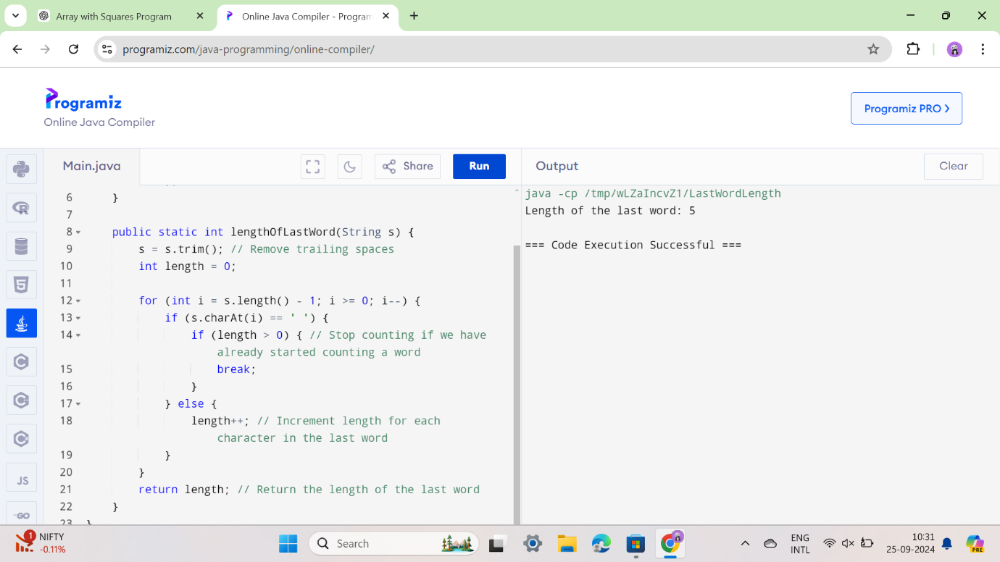 Array with Squares Program
Online Java Compiler - Program
programiz.com/java-programming/online-compiler/
Programiz
Online Java Compiler
Programiz PRO
Main.java
Share
Run
Output
Clear
6 }
7
8 public static int lengthOfLastWord(String s) {
9 s = s.trim(); // Remove trailing spaces
10 int length = 0;
11
12 for (int i = s.length() - 1; i >= 0; i--) {
13 if (s.charAt(i) == ' ') {
14 if (length > 0) { // Stop counting if we have
already started counting a word
15 break;
16 }
17 } else {
18 length++; // Increment length for each
character in the last word
19 }
20 }
21 return length; // Return the length of the last word
22 }
23 }
java -cp /tmp/wLZaIncvZ1/LastWordLength
Length of the last word: 5
=== Code Execution Successful ===
JS
GO
1
NIFTY
-0.11%
Search
ENG
INTL
10:31
25-09-2024
PRE